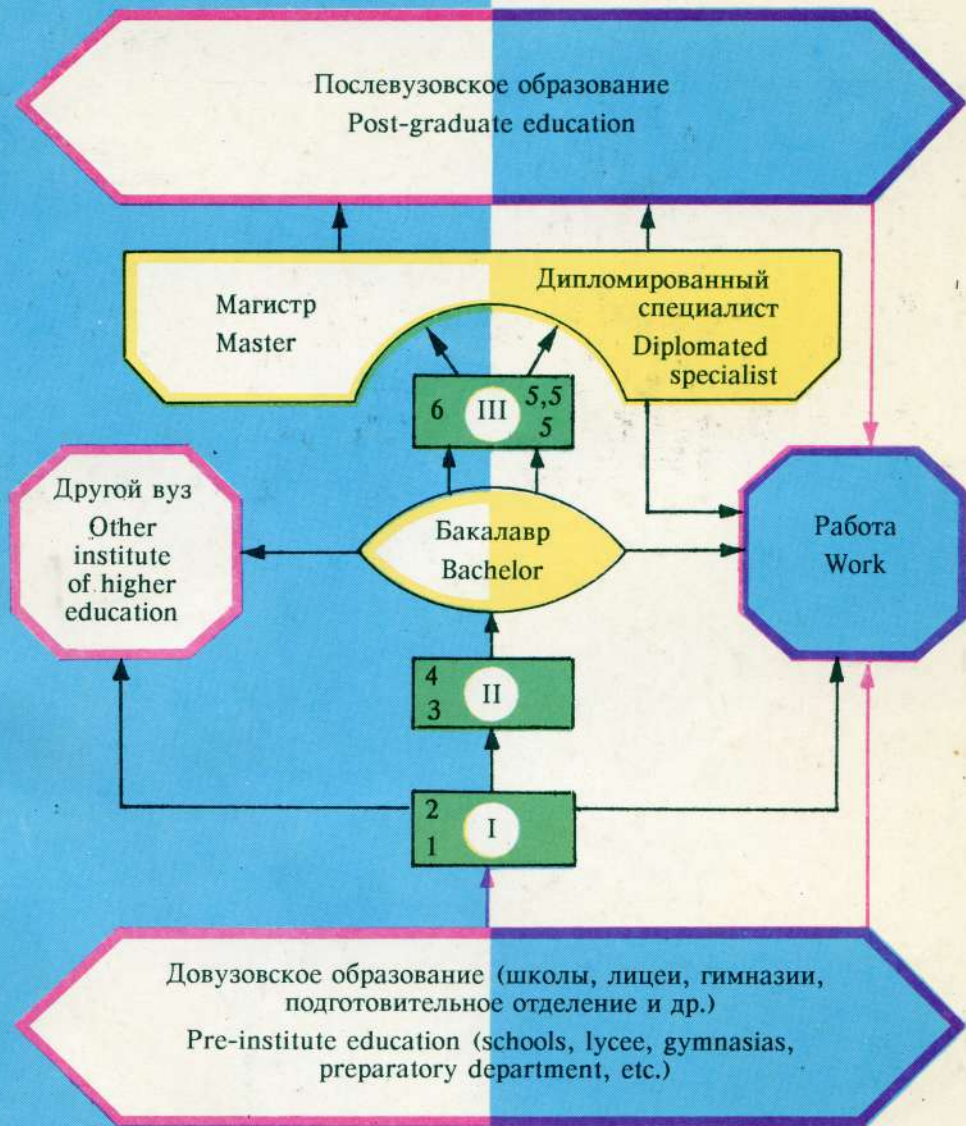 Послевузовское образование
Post-graduate education
Магистр
Master
Дипломированный
специалист
Diplomated
specialist
6 III 5,5
5
Другой вуз
Other
institute
of higher
education
Бакалавр
Bachelor
Работа
Work
4
3
II
2
1
I
Довузовское образование (школы, лицеи, гимназии,
подготовительное отделение и др.)
Pre-institute education (schools, lycee, gymnasias,
preparatory department, etc.)